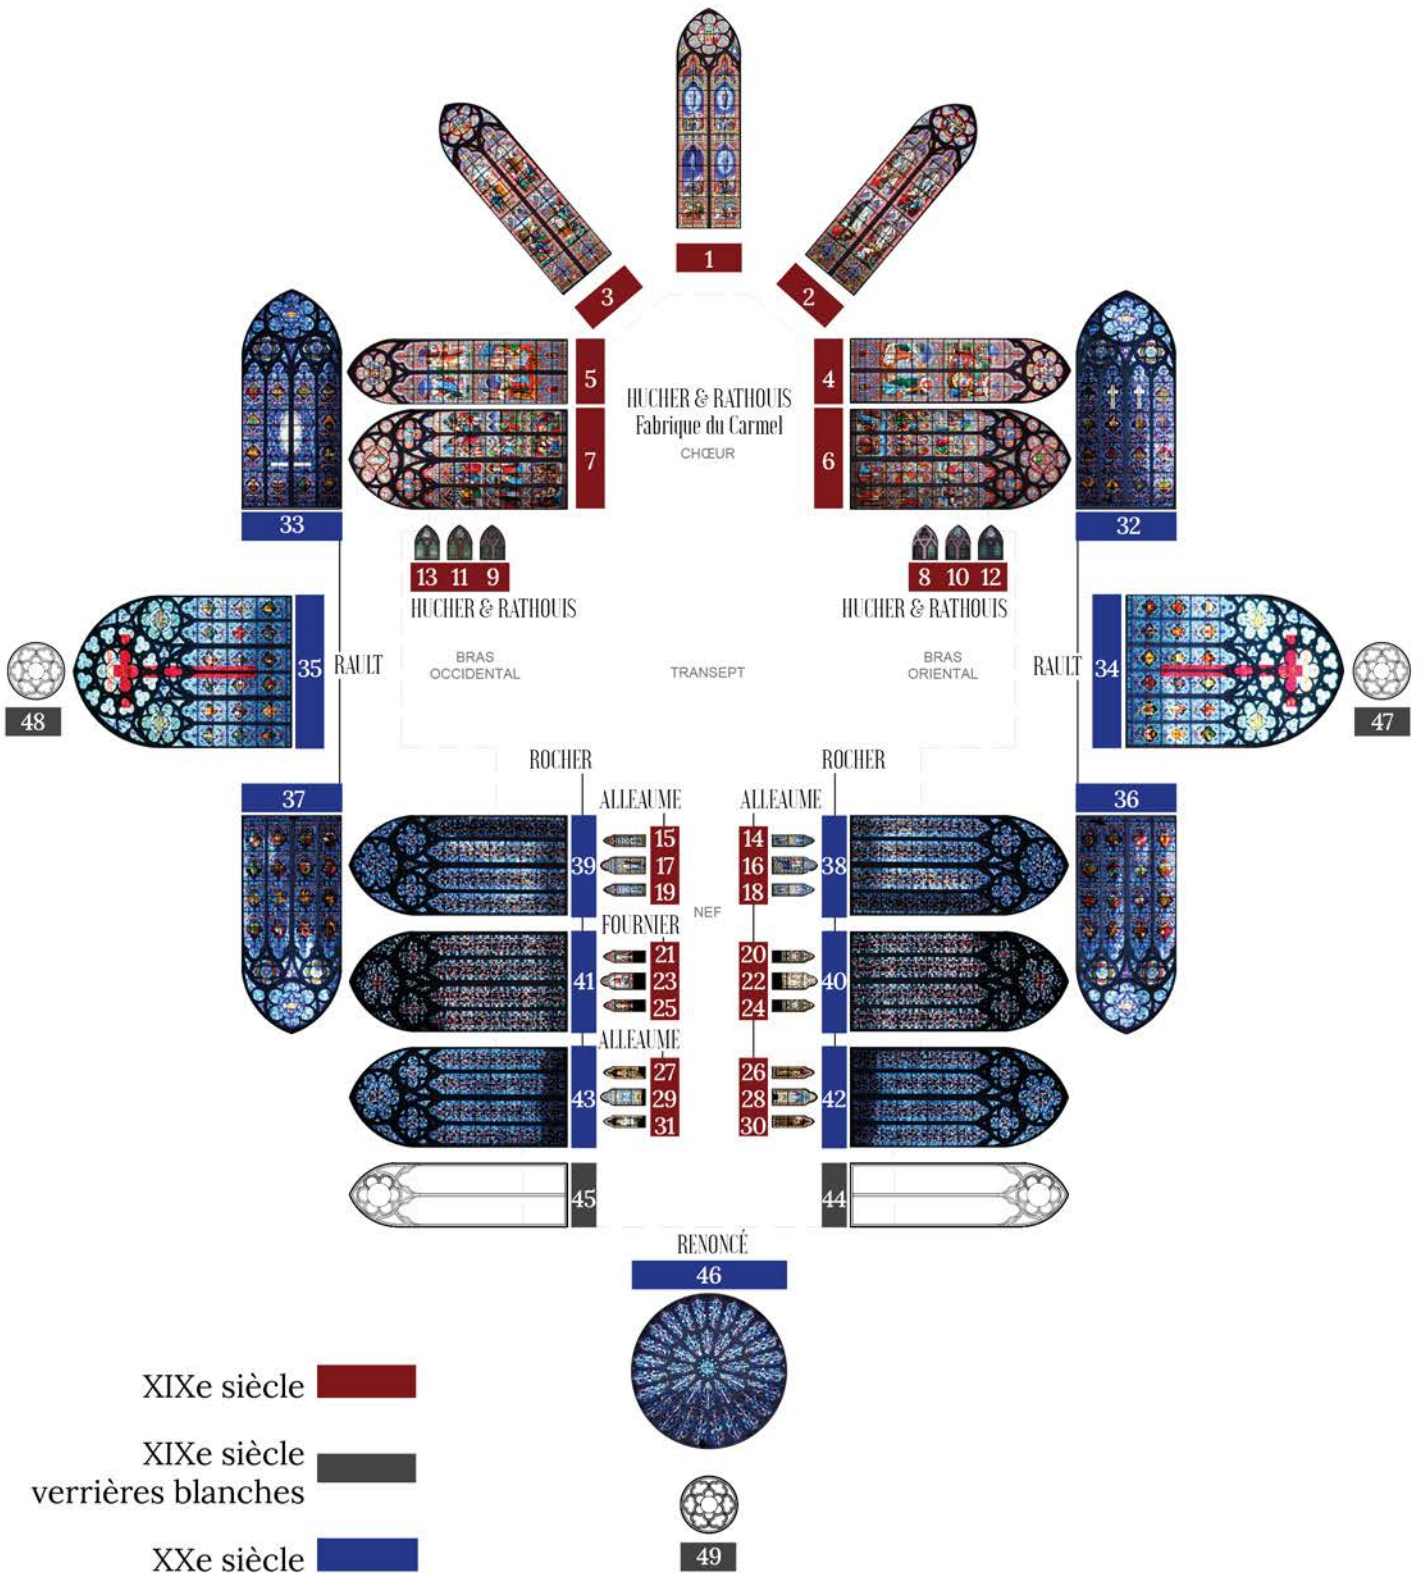 1
3
2
5
4
HUCHER & RATHOUIS
Fabrique du Carmel
CHŒUR
7
6
33
32
13 11 9
8 10 12
HUCHER & RATHOUIS
HUCHER & RATHOUIS
35
RAULT
BRAS
OCCIDENTAL
TRANSEPT
BRAS
ORIENTAL
RAULT
34
48
47
ROCHER
ROCHER
37
36
ALLEAUME
ALLEAUME
39
15
17
19
14
16
18
38
NEF
FOURNIER
41
21
23
25
20
22
24
40
ALLEAUME
43
27
29
31
26
28
30
42
45
44
RENONCÉ
46
XIXe siècle
XIXe siècle
verrières blanches
XXe siècle
49